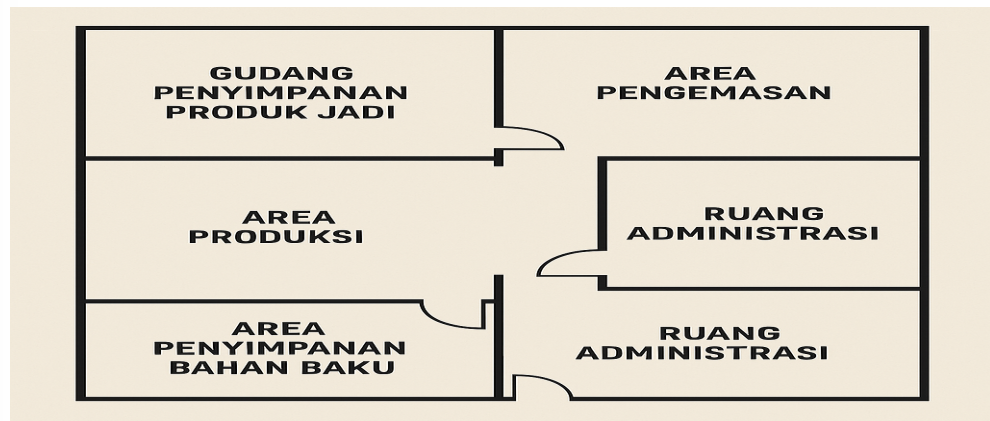 GUDANG
PENYIMPANAN
PRODUK JADI
AREA
PENGEMASAN
AREA
PRODUKSI
RUANG
ADMINISTRASI
AREA
PENYIMPANAN
BAHAN BAKU
RUANG
ADMINISTRASI